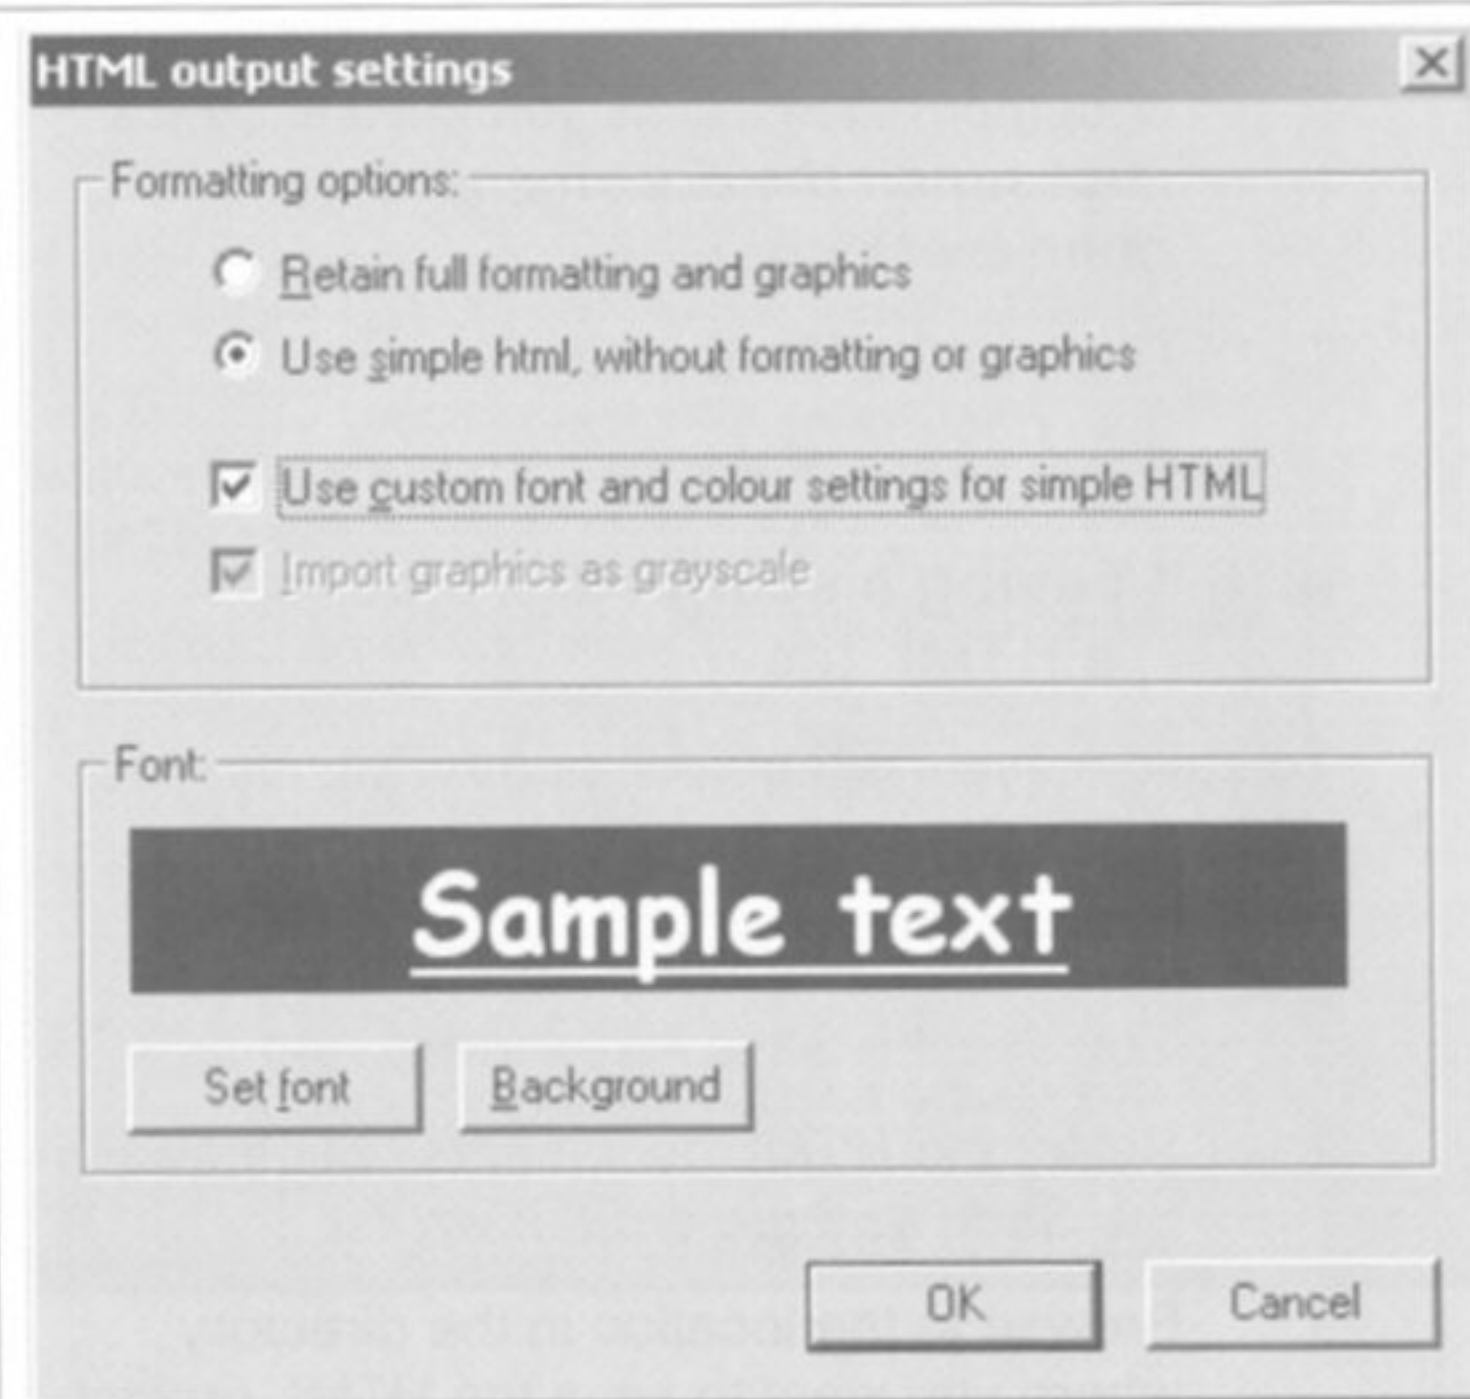 HTML output settings
Formatting options:
Retain full formatting and graphics
Use simple html, without formatting or graphics
Use custom font and colour settings for simple HTML
Import graphics as grayscale
Font:
Sample text
Set font
Background
OK
Cancel